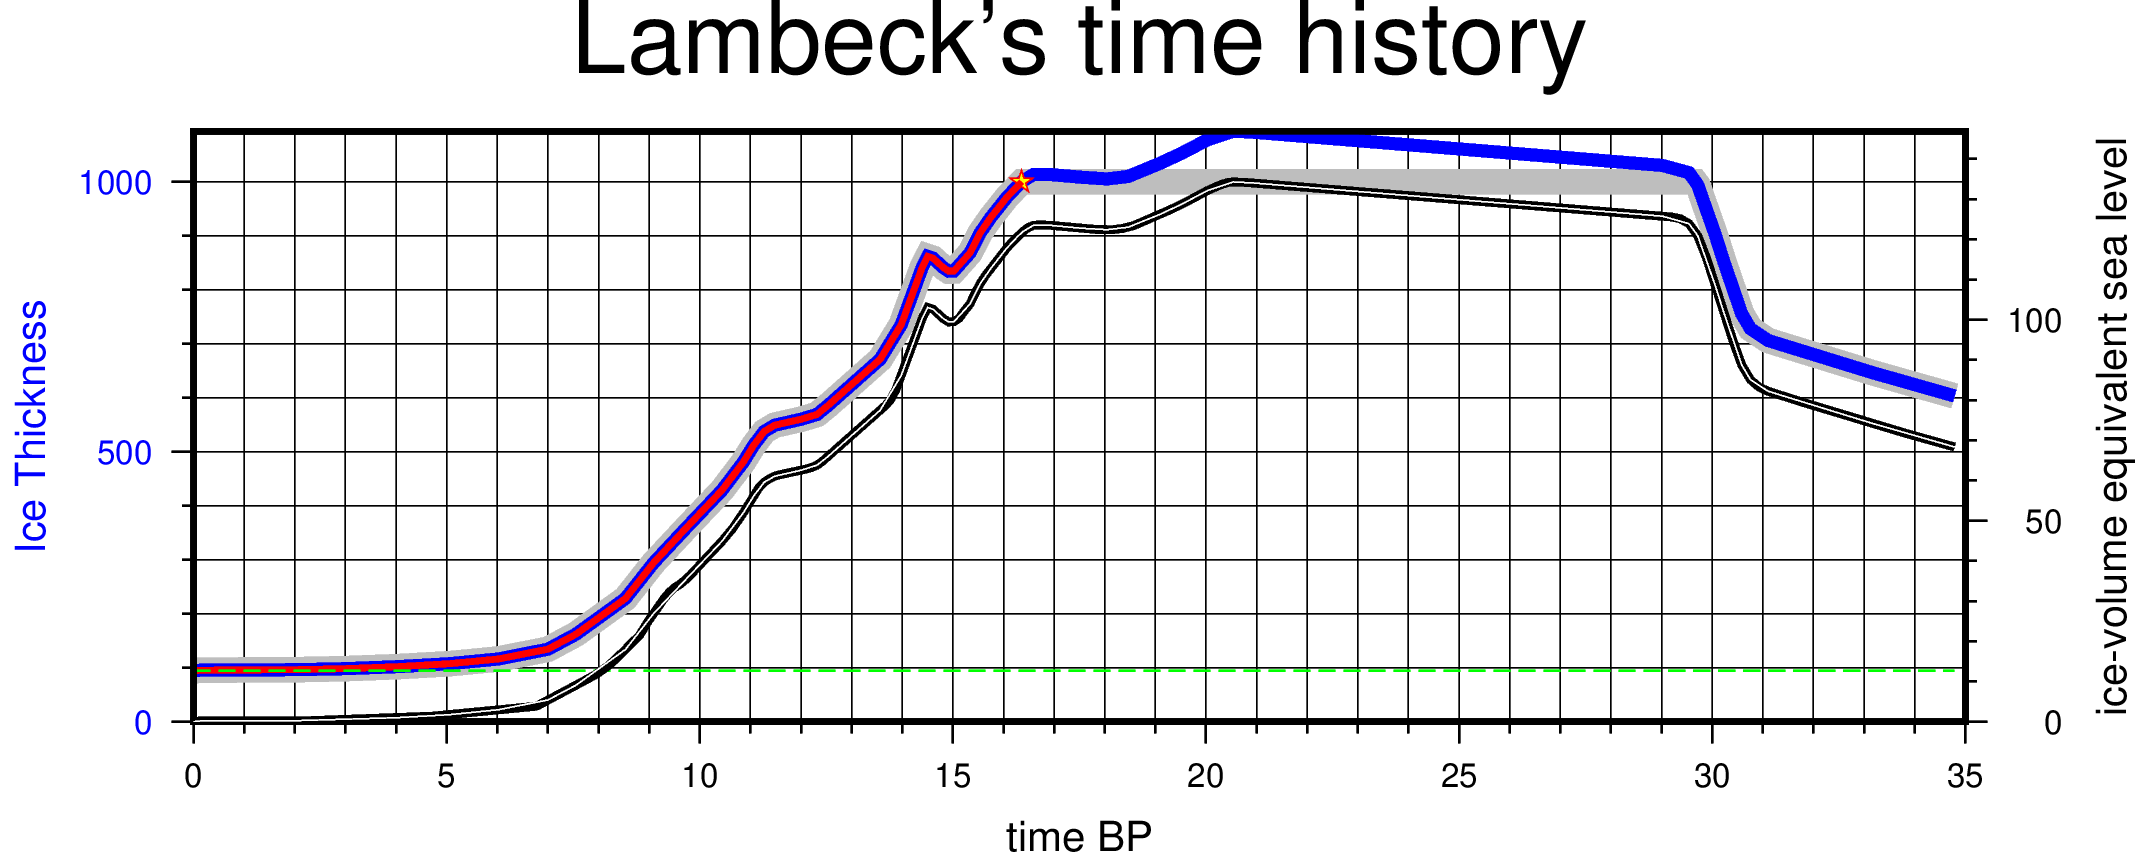 Lambeck's time history
Ice Thickness
1000
500
0
100
50
0
ice-volume equivalent sea level
0 5 10 15 20 25 30 35
time BP